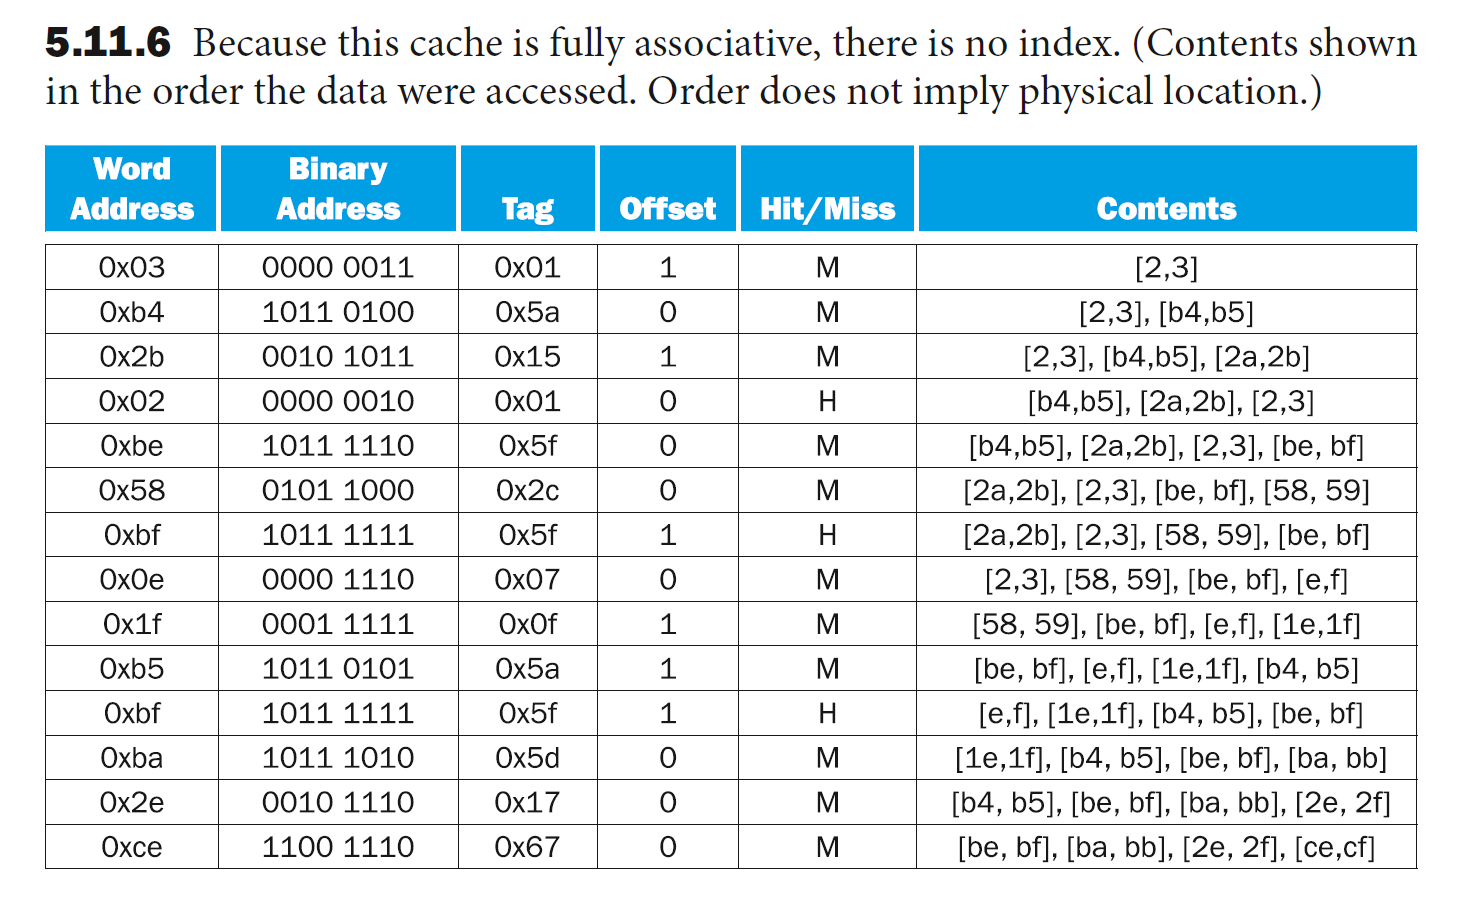 5.11.6 Because this cache is fully associative, there is no index. (Contents shown
in the order the data were accessed. Order does not imply physical location.)
Word Address Binary Address Tag Offset Hit/Miss Contents
0x03 0000 0011 0x01 1 M [2,3]
0xb4 1011 0100 0x5a 0 M [2,3], [b4,b5]
0x2b 0010 1011 0x15 1 M [2,3], [b4,b5], [2a,2b]
0x02 0000 0010 0x01 0 H [b4,b5], [2a,2b], [2,3]
0xbe 1011 1110 0x5f 0 M [b4,b5], [2a,2b], [2,3], [be, bf]
0x58 0101 1000 0x2c 0 M [2a,2b], [2,3], [be, bf], [58, 59]
0xbf 1011 1111 0x5f 1 H [2a,2b], [2,3], [58, 59], [be, bf]
0x0e 0000 1110 0x07 0 M [2,3], [58, 59], [be, bf], [e,f]
0x1f 0001 1111 0x0f 1 M [58, 59], [be, bf], [e,f], [1e,1f]
0xb5 1011 0101 0x5a 1 M [be, bf], [e,f], [1e,1f], [b4, b5]
0xbf 1011 1111 0x5f 1 H [e,f], [1e,1f], [b4, b5], [be, bf]
0xba 1011 1010 0x5d 0 M [1e,1f], [b4, b5], [be, bf], [ba, bb]
0x2e 0010 1110 0x17 0 M [b4, b5], [be, bf], [ba, bb], [2e, 2f]
0xce 1100 1110 0x67 0 M [be, bf], [ba, bb], [2e, 2f], [ce,cf]